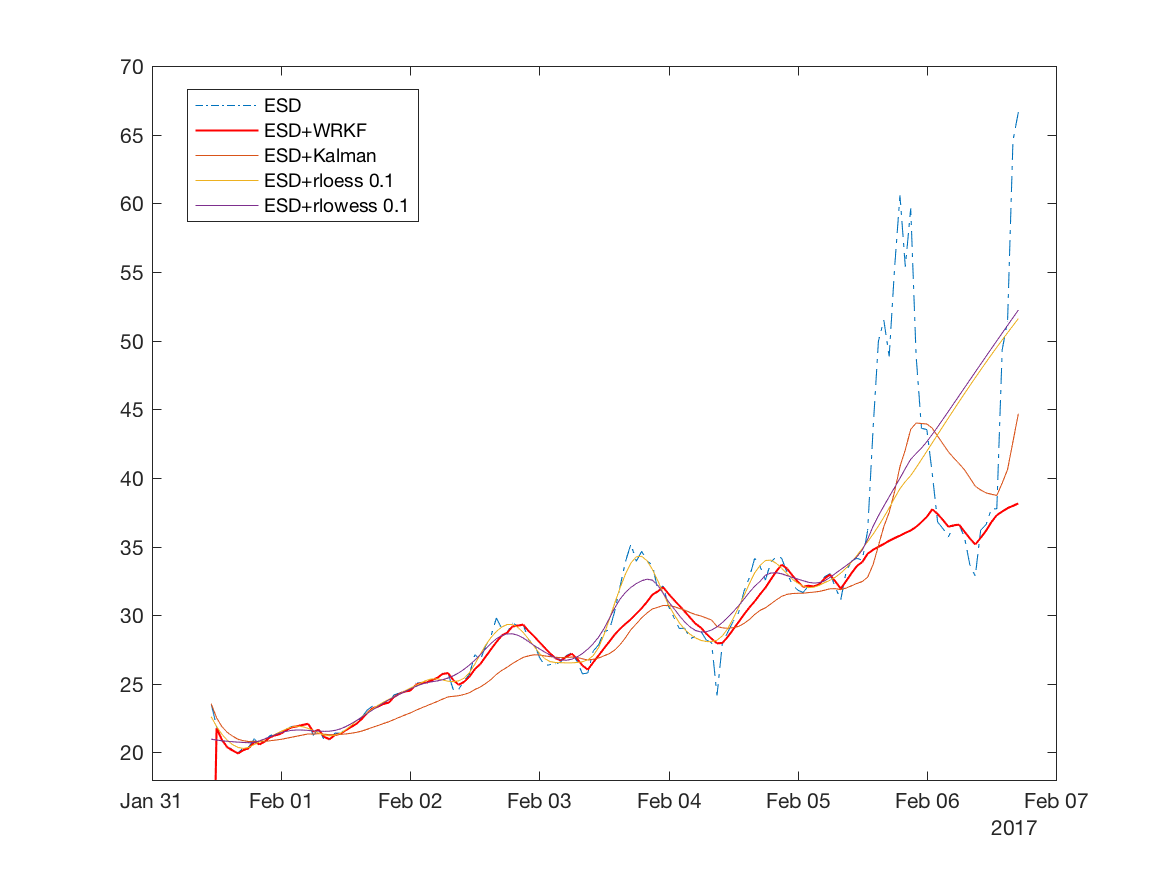 70
65
60
55
50
45
40
35
30
25
20
ESD
ESD+WRKF
ESD+Kalman
ESD+rloess 0.1
ESD+rlowess 0.1
Jan 31 Feb 01 Feb 02 Feb 03 Feb 04 Feb 05 Feb 06 Feb 07
2017